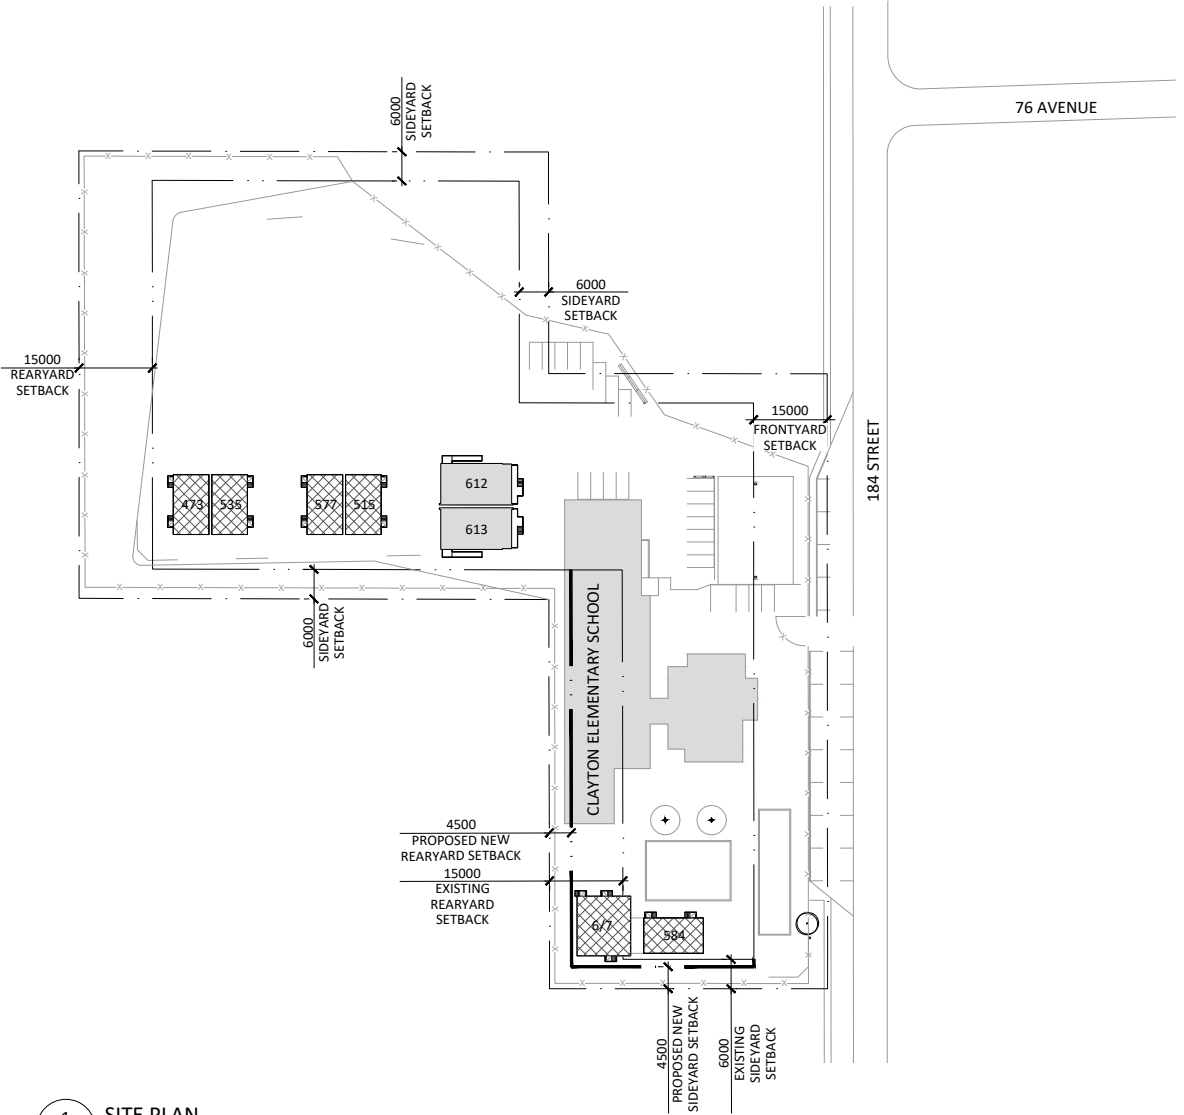 76 AVENUE
6000
SIDEYARD
SETBACK
6000
SIDEYARD
SETBACK
15000
REARYARD
SETBACK
15000
FRONTYARD
SETBACK
184 STREET
473
535
577
515
612
613
6000
SIDEYARD
SETBACK
CLAYTON ELEMENTARY SCHOOL
4500
PROPOSED NEW
REARYARD SETBACK
15000
EXISTING
REARYARD
SETBACK
6/7
584
4500
PROPOSED NEW
SIDEYARD SETBACK
6000
EXISTING
SIDEYARD
SETBACK
1
SITE PLAN